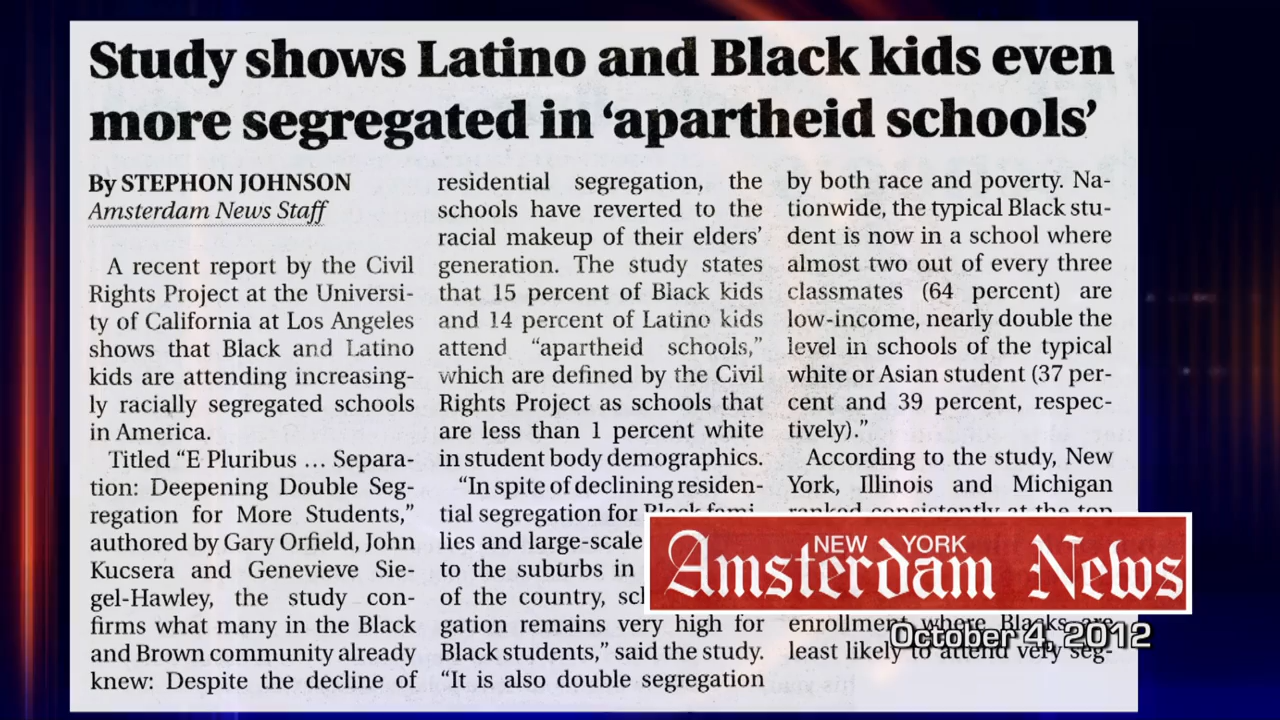 Study shows Latino and Black kids even
more segregated in ‘apartheid schools’
By STEPHON JOHNSON
Amsterdam News Staff
A recent report by the Civil
Rights Project at the Universi-
ty of California at Los Angeles
shows that Black and Latino
kids are attending increasing-
ly racially segregated schools
in America.
Titled “E Pluribus ... Separa-
tion: Deepening Double Seg-
regation for More Students,”
authored by Gary Orfield, John
Kucsera and Genevieve Sie-
gel-Hawley, the study con-
firms what many in the Black
and Brown community already
knew: Despite the decline of
residential segregation, the
schools have reverted to the
racial makeup of their elders’
generation. The study states
that 15 percent of Black kids
and 14 percent of Latino kids
attend “apartheid schools,”
which are defined by the Civil
Rights Project as schools that
are less than 1 percent white
in student body demographics.
“In spite of declining residen-
tial segregation for Black fami-
lies and large-scale
to the suburbs in
of the country,
gation remains very high for
Black students,” said the study.
“It is also double segregation
by both race and poverty. Na-
tionwide, the typical Black stu-
dent is now in a school where
almost two out of every three
classmates (64 percent) are
low-income, nearly double the
level in schools of the typical
white or Asian student (37 per-
cent and 39 percent, respec-
tively).”
According to the study, New
York, Illinois and Michigan
ranked consistently at the top
enrollment where Blacks are
least likely to attend very seg-
NEW YORK
Amsterdam News
October 4, 2012